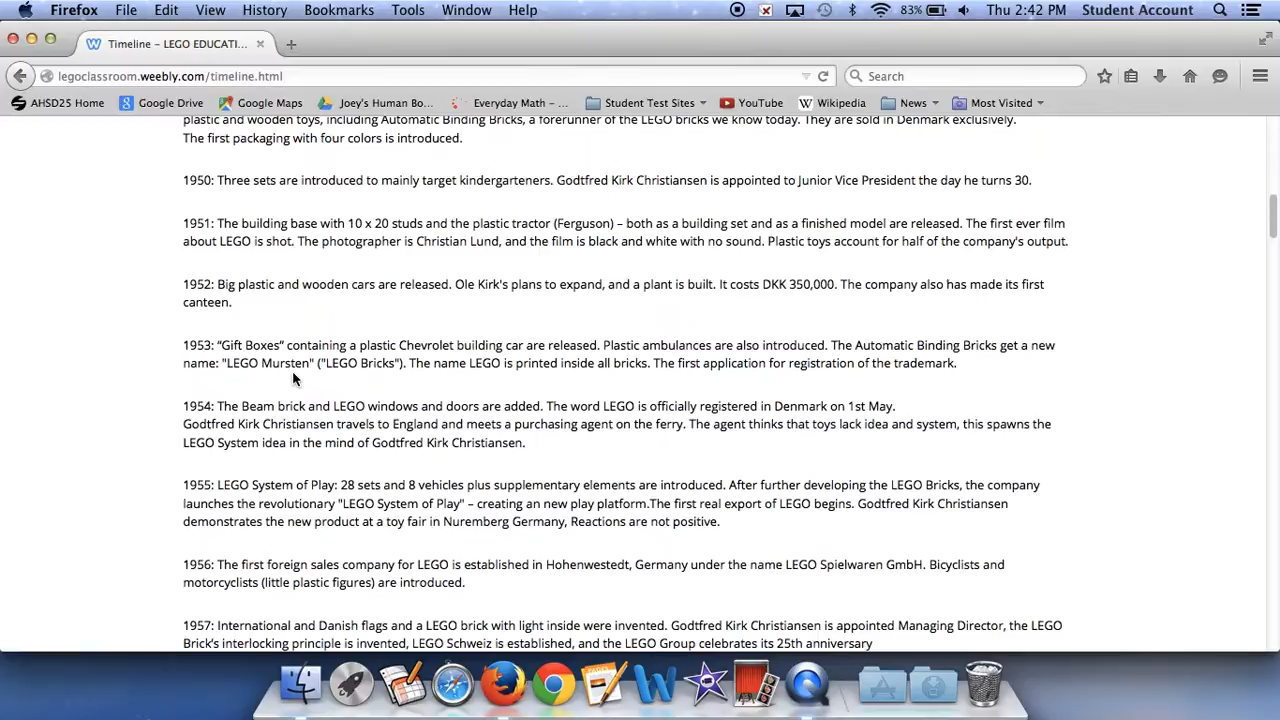 Firefox File Edit View History Bookmarks Tools Window Help 83% Thu 2:42 PM Student Account
Timeline – LEGO EDUCATI...
legoclassroom.weebly.com/timeline.html Search
AHSD25 Home Google Drive Google Maps Joey's Human Bo... Everyday Math – ... Student Test Sites YouTube Wikipedia News Most Visited
plastic and wooden toys, including Automatic Binding Bricks, a forerunner of the LEGO bricks we know today. They are sold in Denmark exclusively.
The first packaging with four colors is introduced.
1950: Three sets are introduced to mainly target kindergarteners. Godtfred Kirk Christiansen is appointed to Junior Vice President the day he turns 30.
1951: The building base with 10 x 20 studs and the plastic tractor (Ferguson) – both as a building set and as a finished model are released. The first ever film
about LEGO is shot. The photographer is Christian Lund, and the film is black and white with no sound. Plastic toys account for half of the company's output.
1952: Big plastic and wooden cars are released. Ole Kirk's plans to expand, and a plant is built. It costs DKK 350,000. The company also has made its first
canteen.
1953: “Gift Boxes” containing a plastic Chevrolet building car are released. Plastic ambulances are also introduced. The Automatic Binding Bricks get a new
name: "LEGO Mursten" ("LEGO Bricks"). The name LEGO is printed inside all bricks. The first application for registration of the trademark.
1954: The Beam brick and LEGO windows and doors are added. The word LEGO is officially registered in Denmark on 1st May.
Godtfred Kirk Christiansen travels to England and meets a purchasing agent on the ferry. The agent thinks that toys lack idea and system, this spawns the
LEGO System idea in the mind of Godtfred Kirk Christiansen.
1955: LEGO System of Play: 28 sets and 8 vehicles plus supplementary elements are introduced. After further developing the LEGO Bricks, the company
launches the revolutionary "LEGO System of Play" – creating an new play platform.The first real export of LEGO begins. Godtfred Kirk Christiansen
demonstrates the new product at a toy fair in Nuremberg Germany, Reactions are not positive.
1956: The first foreign sales company for LEGO is established in Hohenwestedt, Germany under the name LEGO Spielwaren GmbH. Bicyclists and
motorcyclists (little plastic figures) are introduced.
1957: International and Danish flags and a LEGO brick with light inside were invented. Godtfred Kirk Christiansen is appointed Managing Director, the LEGO
Brick's interlocking principle is invented, LEGO Schweiz is established, and the LEGO Group celebrates its 25th anniversary